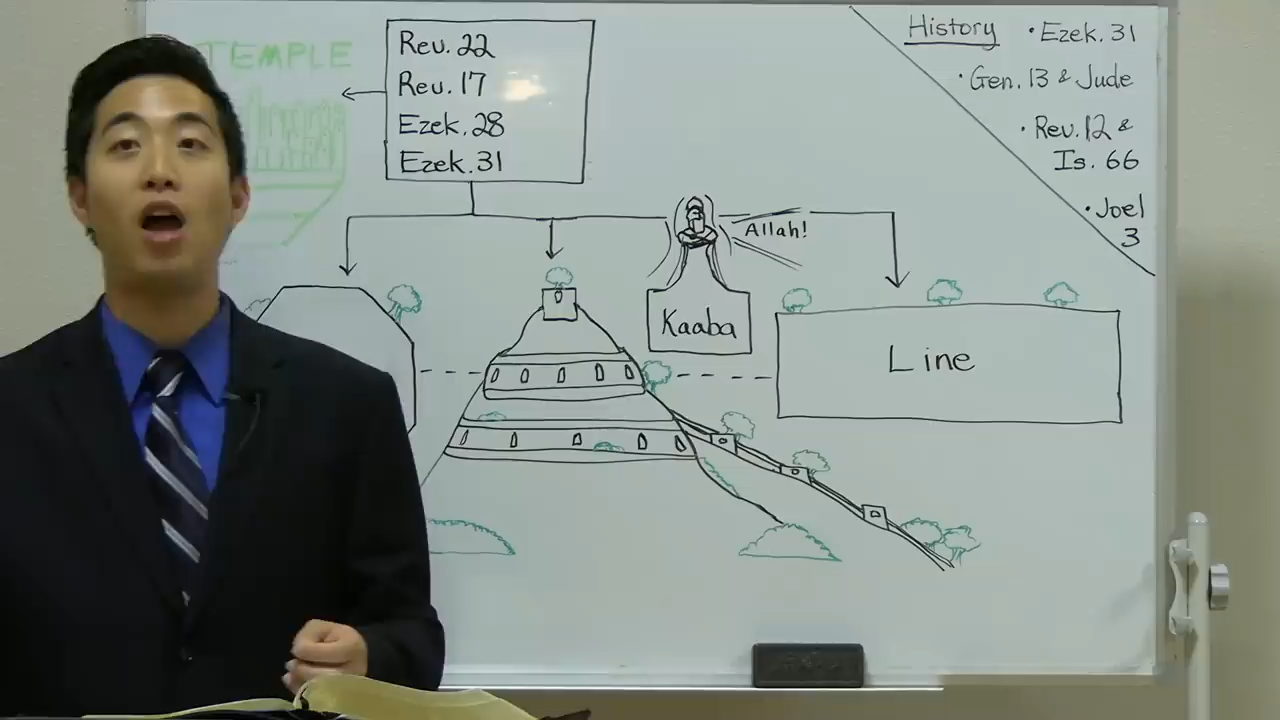 TEMPLE
Rev. 22
Rev. 17
Ezek. 28
Ezek. 31
History
• Ezek. 31
• Gen. 13 & Jude
• Rev. 12 &
Is. 66
• Joel
3
Allah!
Kaaba
Line